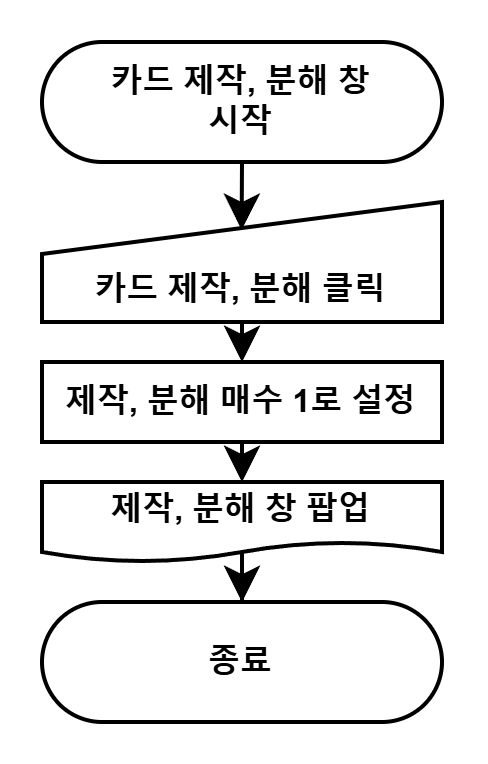 카드 제작, 분해 창
시작
카드 제작, 분해 클릭
제작, 분해 매수 1로 설정
제작, 분해 창 팝업
종료